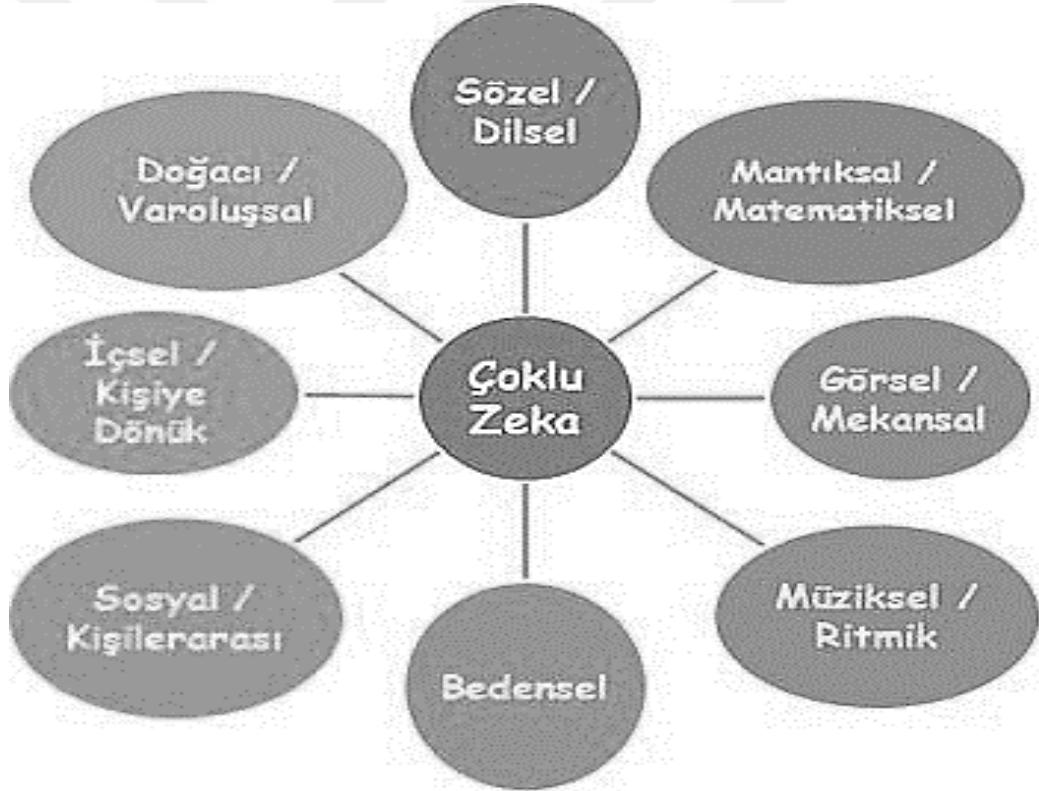 Sözel /
Dilsel
Mantıksal /
Matematiksel
Görsel /
Mekansal
Müziksel /
Ritmik
Bedensel
Sosyal /
Kişilerarası
İçsel /
Kişiye
Dönük
Doğacı /
Varoluşsal
Çoklu
Zeka